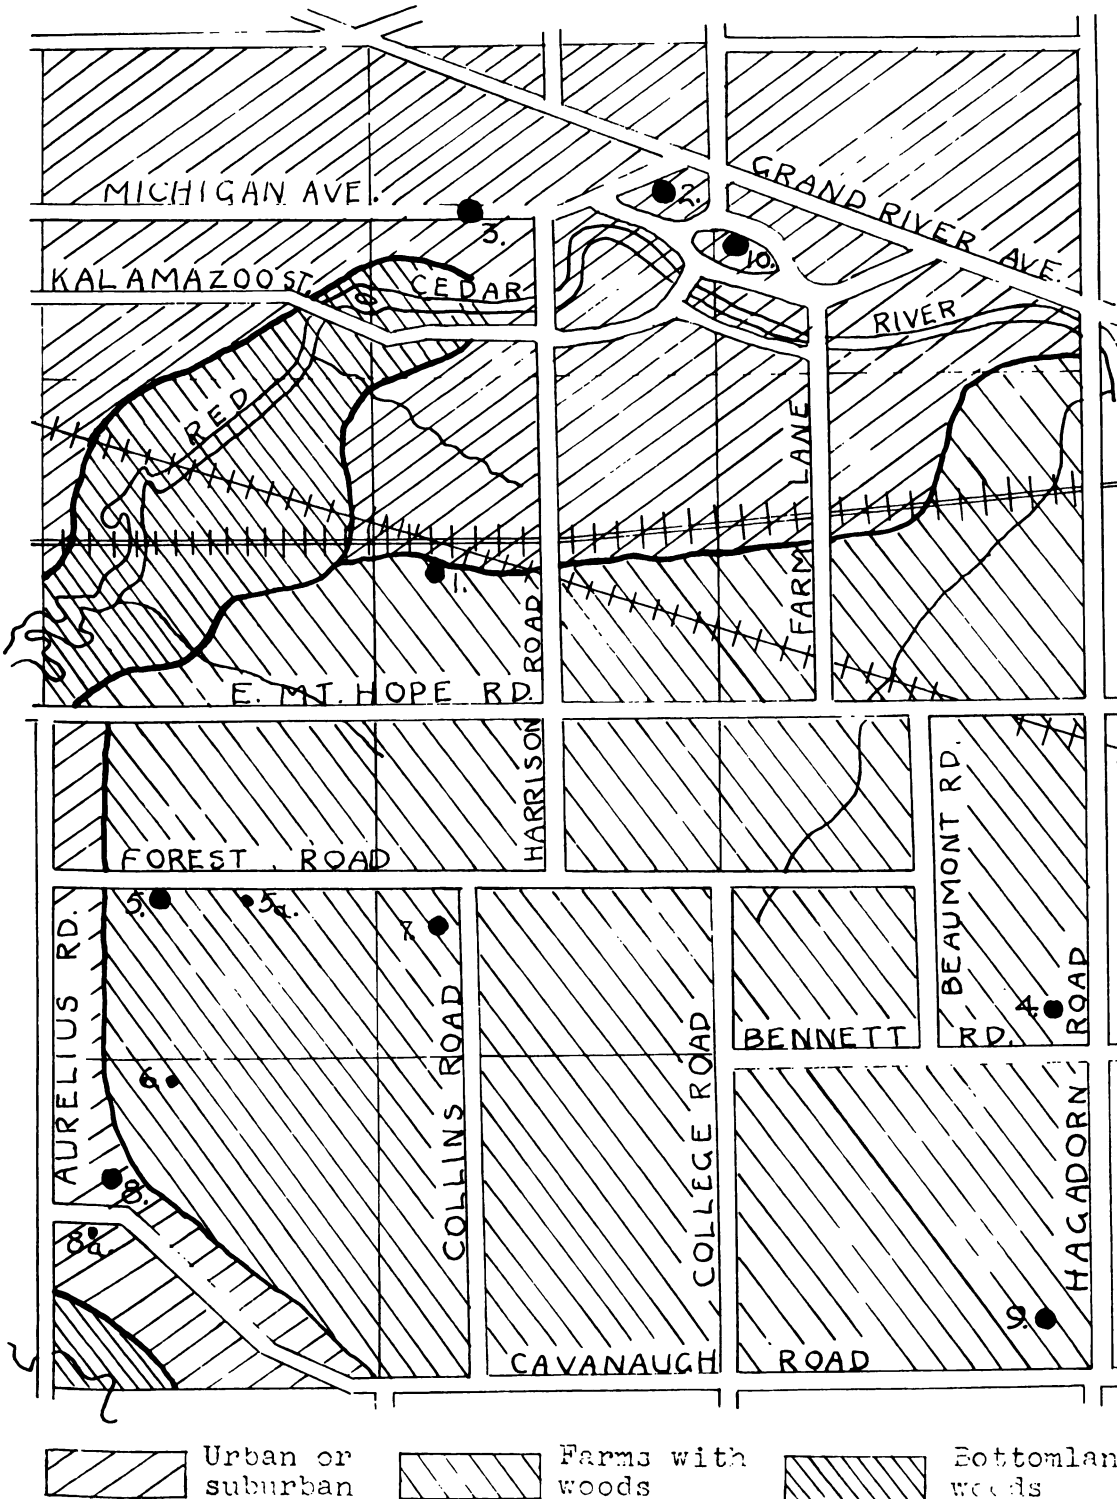 MICHIGAN AVE.
GRAND RIVER AVE.
2.
3.
10.
KALAMAZOO ST.
CEDAR
RIVER
RED
FARM LANE
1.
E. MT. HOPE RD.
HARRISON ROAD
BEAUMONT RD.
FOREST ROAD
5.
5a.
7.
AURELIUS RD.
4.
BENNETT RD.
6.
COLLINS ROAD
COLLEGE ROAD
HAGADORN ROAD
8.
8a.
9.
CAVANAUGH ROAD
Urban or
suburban
Farms with
woods
Bottomlan
woods